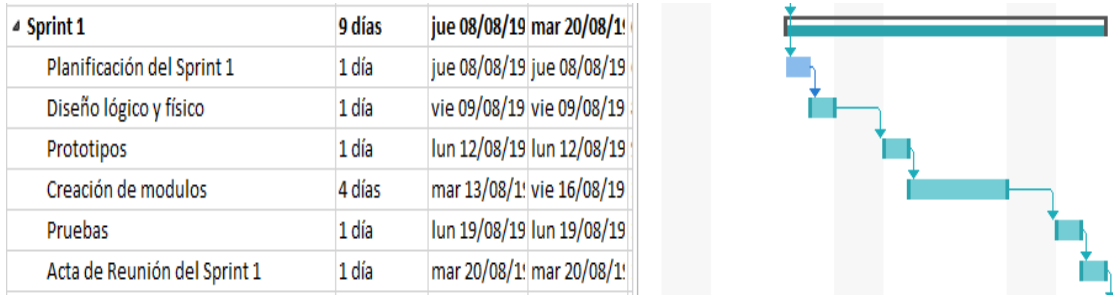 Sprint 1 9 días jue 08/08/19 mar 20/08/19
Planificación del Sprint 1 1 día jue 08/08/19 jue 08/08/19
Diseño lógico y físico 1 día vie 09/08/19 vie 09/08/19
Prototipos 1 día lun 12/08/19 lun 12/08/19
Creación de modulos 4 días mar 13/08/19 vie 16/08/19
Pruebas 1 día lun 19/08/19 lun 19/08/19
Acta de Reunión del Sprint 1 1 día mar 20/08/19 mar 20/08/19